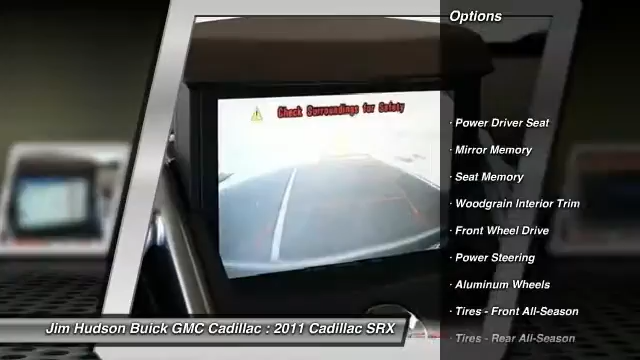 Options
Check Surroundings for Safety
· Power Driver Seat
· Mirror Memory
· Seat Memory
· Woodgrain Interior Trim
· Front Wheel Drive
· Power Steering
· Aluminum Wheels
· Tires - Front All-Season
· Tires - Rear All-Season
Jim Hudson Buick GMC Cadillac : 2011 Cadillac SRX